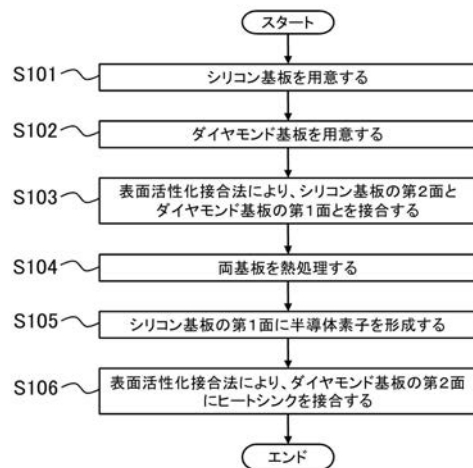 スタート
S101
シリコン基板を用意する
S102
ダイヤモンド基板を用意する
S103
表面活性化接合法により、シリコン基板の第2面と
ダイヤモンド基板の第1面とを接合する
S104
両基板を熱処理する
S105
シリコン基板の第1面に半導体素子を形成する
S106
表面活性化接合法により、ダイヤモンド基板の第2面
にヒートシンクを接合する
エンド